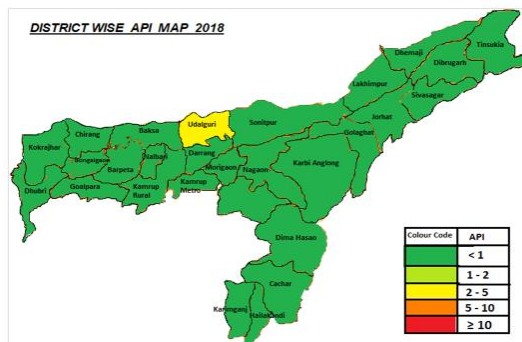 DISTRICT WISE API MAP 2018
Tinsukia
Dhemaji
Dibrugarh
Lakhimpur
Sivasagar
Udalguri
Sonitpur
Jorhat
Baksa
Chirang
Golaghat
Kokrajhar
Darrang
Nalbari
Bongaigaon
Karbi Anglong
Morigaon
Nagaon
Barpeta
Dhubri
Goalpara
Kamrup
Rural
Kamrup
Metro
Dima Hasao
Cachar
Karimganj
Hailakandi
Colour Code API
< 1
1 - 2
2 - 5
5 - 10
≥ 10